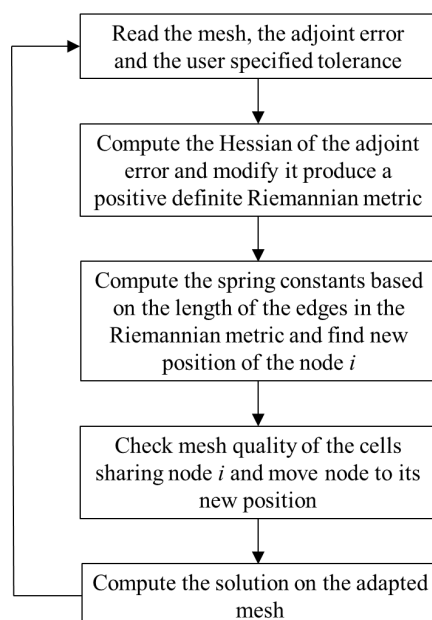 Read the mesh, the adjoint error
and the user specified tolerance
Compute the Hessian of the adjoint
error and modify it produce a
positive definite Riemannian metric
Compute the spring constants based
on the length of the edges in the
Riemannian metric and find new
position of the node i
Check mesh quality of the cells
sharing node i and move node to its
new position
Compute the solution on the adapted
mesh